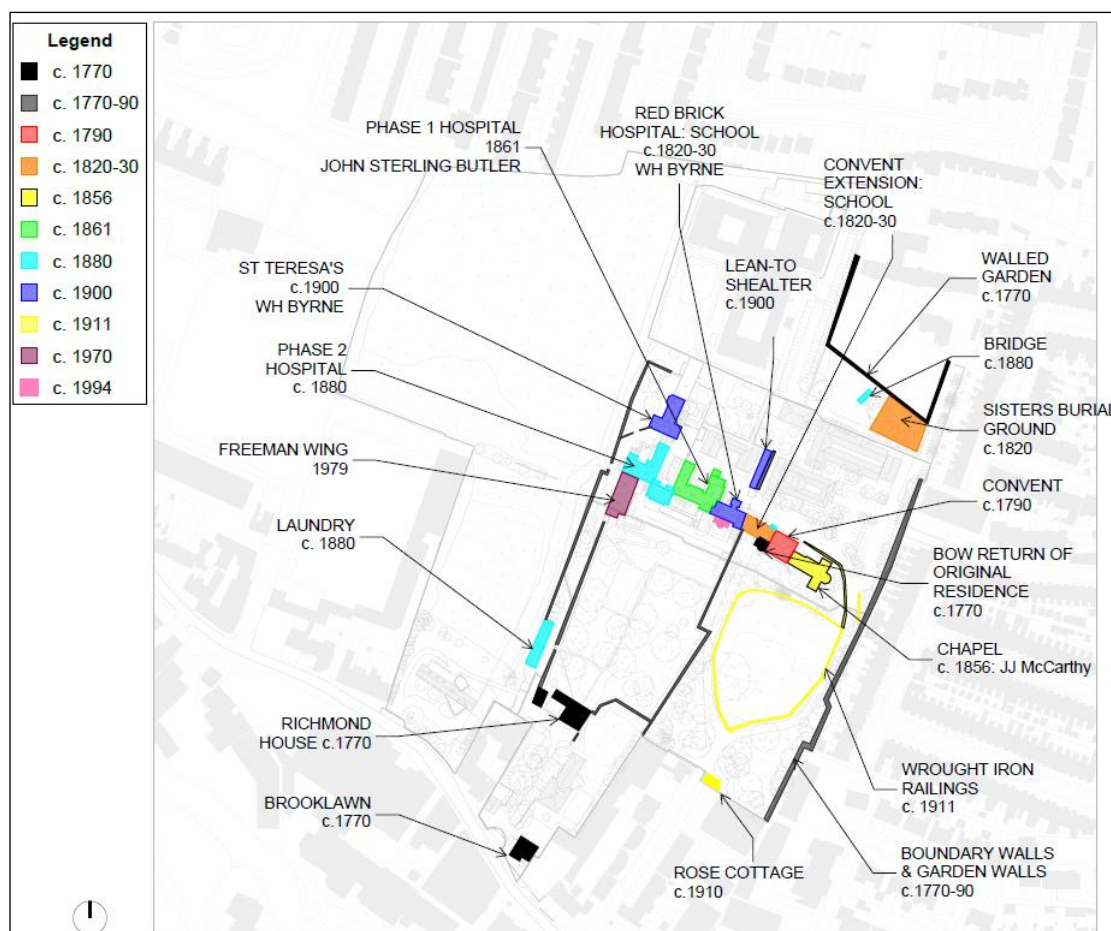 Legend
c. 1770
c. 1770-90
c. 1790
c. 1820-30
c. 1856
c. 1861
c. 1880
c. 1900
c. 1911
c. 1970
c. 1994
PHASE 1 HOSPITAL
1861
JOHN STERLING BUTLER
RED BRICK
HOSPITAL: SCHOOL
c.1820-30
WH BYRNE
CONVENT
EXTENSION:
SCHOOL
c.1820-30
ST TERESA'S
c.1900
WH BYRNE
LEAN-TO
SHEALTER
c.1900
WALLED
GARDEN
c.1770
BRIDGE
c.1880
PHASE 2
HOSPITAL
c. 1880
SISTERS BURIAL
GROUND
c.1820
FREEMAN WING
1979
CONVENT
c.1790
LAUNDRY
c. 1880
BOW RETURN OF
ORIGINAL
RESIDENCE
c.1770
CHAPEL
c. 1856: JJ McCarthy
RICHMOND
HOUSE c.1770
WROUGHT IRON
RAILINGS
c. 1911
BROOKLAWN
c.1770
ROSE COTTAGE
c.1910
BOUNDARY WALLS
& GARDEN WALLS
c.1770-90